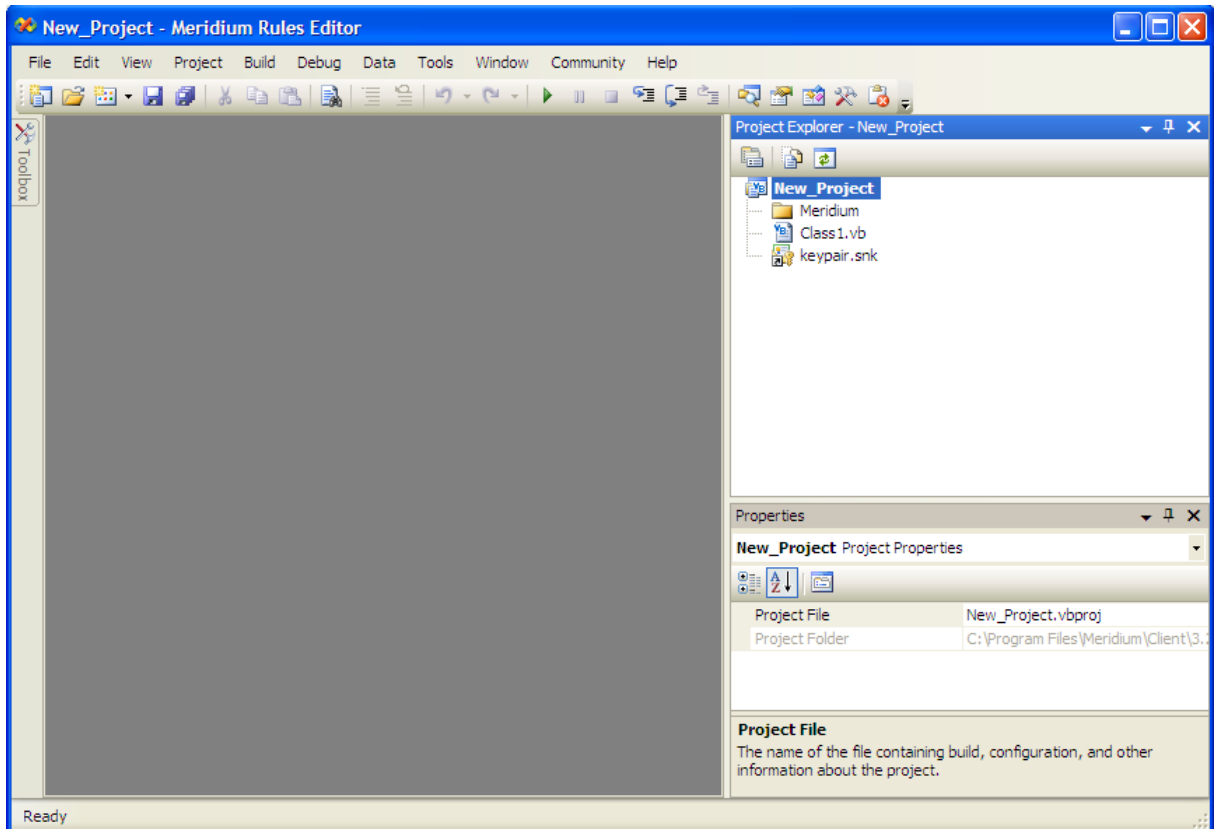 New_Project - Meridium Rules Editor
File Edit View Project Build Debug Data Tools Window Community Help
Toolbox
Project Explorer - New_Project
New_Project
Meridium
Class1.vb
keypair.snk
Properties
New_Project Project Properties
Project File New_Project.vbproj
Project Folder C:\Program Files\Meridium\Client\3.
Project File
The name of the file containing build, configuration, and other
information about the project.
Ready